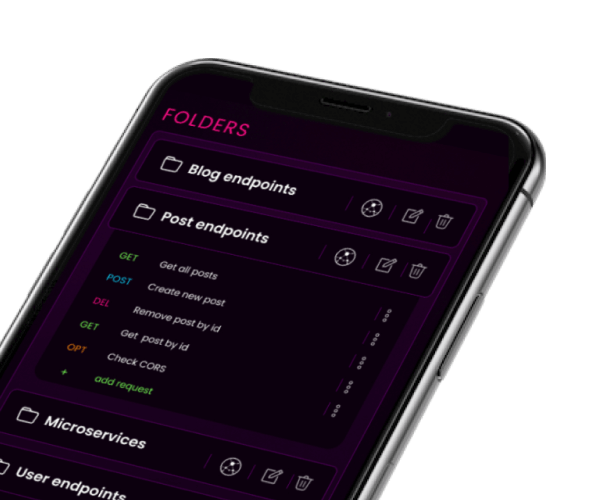 FOLDERS
Blog endpoints
Post endpoints
GET Get all posts
POST Create new post
DEL Remove post by id
GET Get post by id
OPT Check CORS
+ add request
Microservices
User endpoints